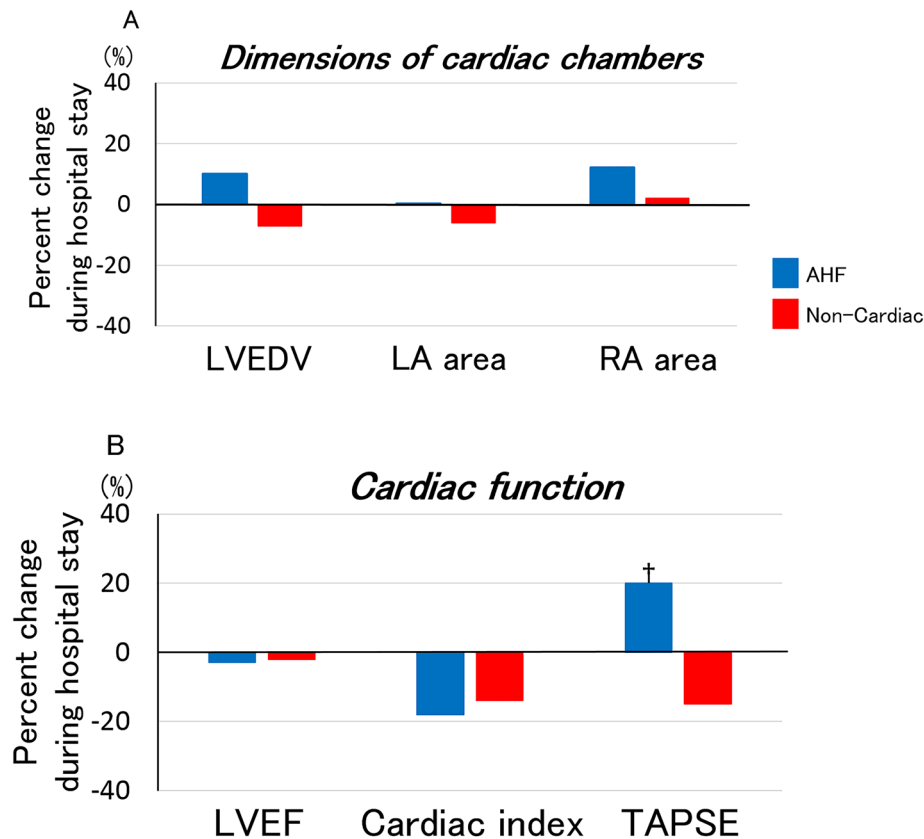 A
(%)
Dimensions of cardiac chambers
Percent change
during hospital stay
40
20
0
-20
-40
LVEDV LA area RA area
AHF
Non-Cardiac
B
(%)
Cardiac function
Percent change
during hospital stay
40
20
0
-20
-40
†
LVEF Cardiac index TAPSE